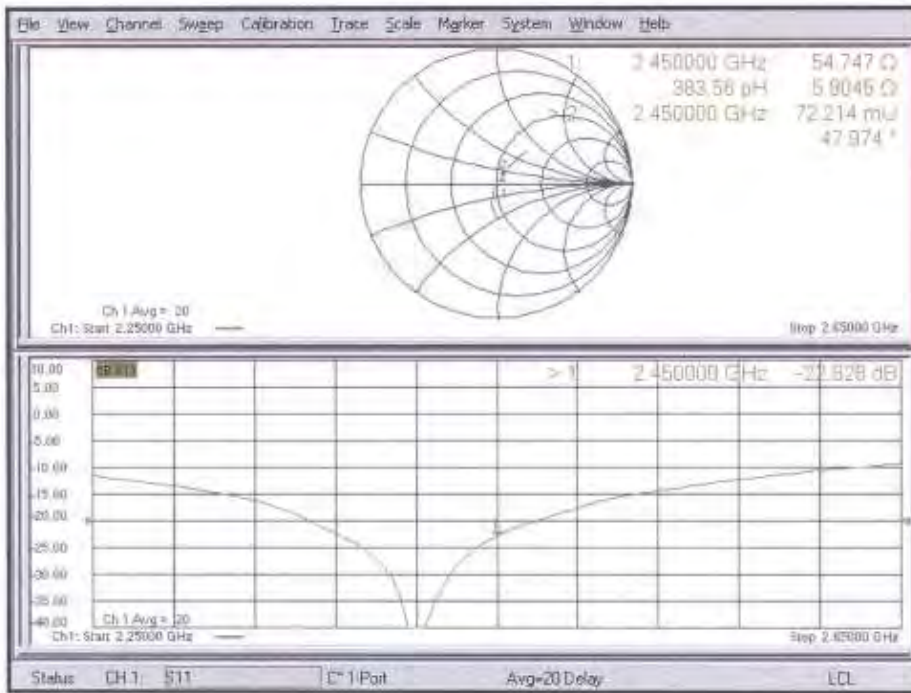 File View Channel Sweep Calibration Trace Scale Marker System Window Help
1: 2.450000 GHz 54.747 Ω
383.56 pH 5.9045 Ω
2.450000 GHz 72.214 mU
47.974 °
Ch 1 Avg = 20
Ch1: Start 2.25000 GHz
Stop 2.65000 GHz
10.00
> 1 2.450000 GHz -22.828 dB
5.00
0.00
-5.00
-10.00
-15.00
-20.00
-25.00
-30.00
-35.00
-40.00
Ch 1 Avg = 20
Ch1: Start 2.25000 GHz
Stop 2.65000 GHz
Status CH 1: S11 C* 1-Port Avg=20 Delay LCL